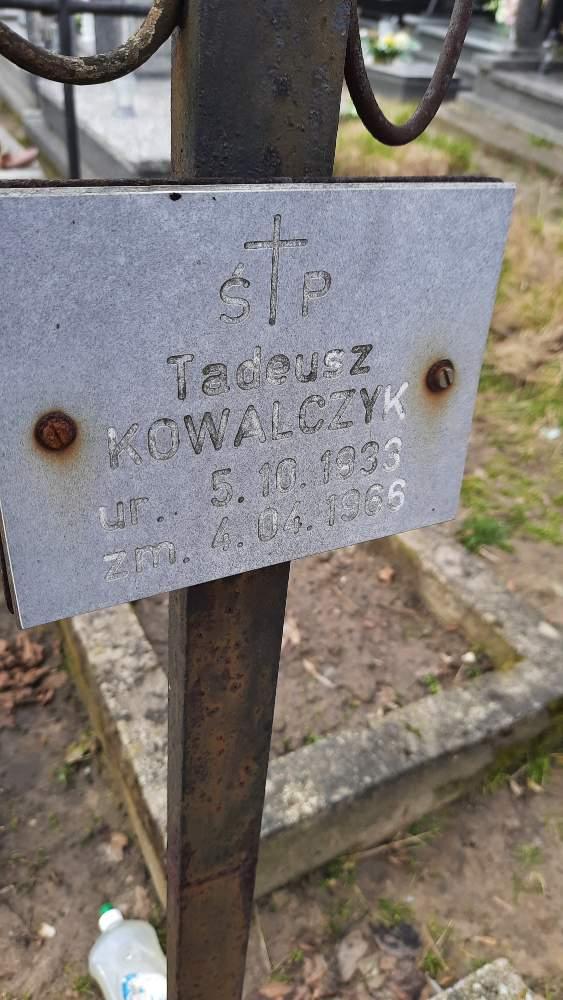 Ś P
Tadeusz
KOWALCZYK
ur. 5.10.1933
zm. 4.04.1966